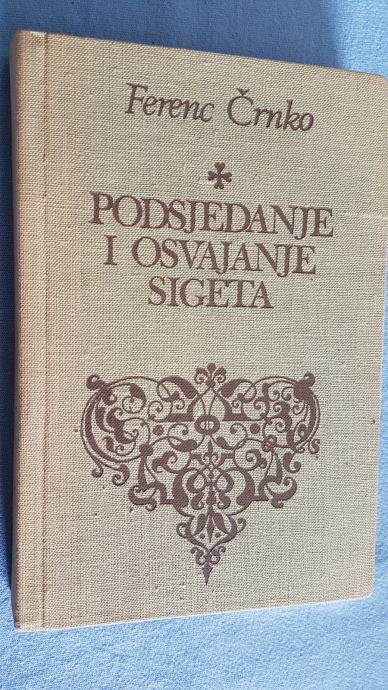 Ferenc Črnko
PODSJEDANJE
I OSVAJANJE
SIGETA